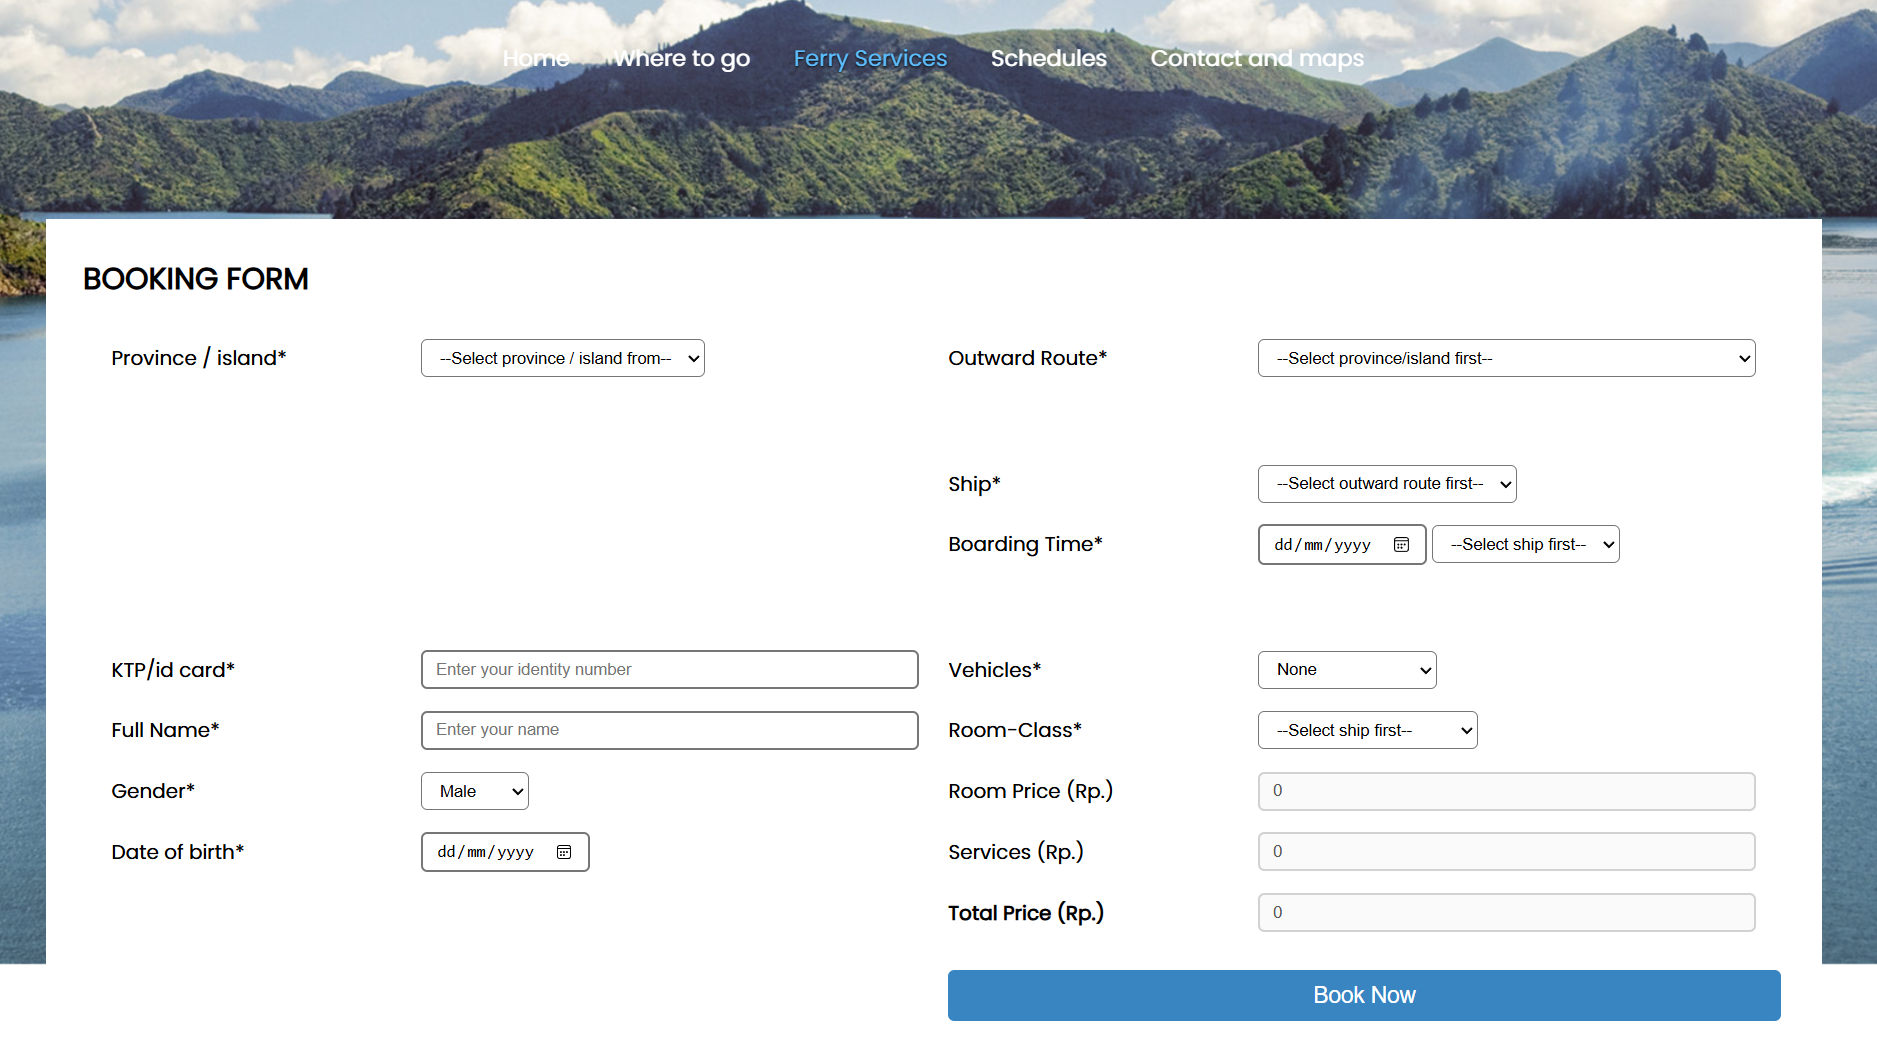 Home Where to go Ferry Services Schedules Contact and maps
BOOKING FORM
Province / island* --Select province / island from-- Outward Route* --Select province/island first--
Ship* --Select outward route first--
Boarding Time* dd/mm/yyyy --Select ship first--
KTP/id card* Enter your identity number Vehicles* None
Full Name* Enter your name Room-Class* --Select ship first--
Gender* Male Room Price (Rp.) 0
Date of birth* dd/mm/yyyy Services (Rp.) 0
Total Price (Rp.) 0
Book Now